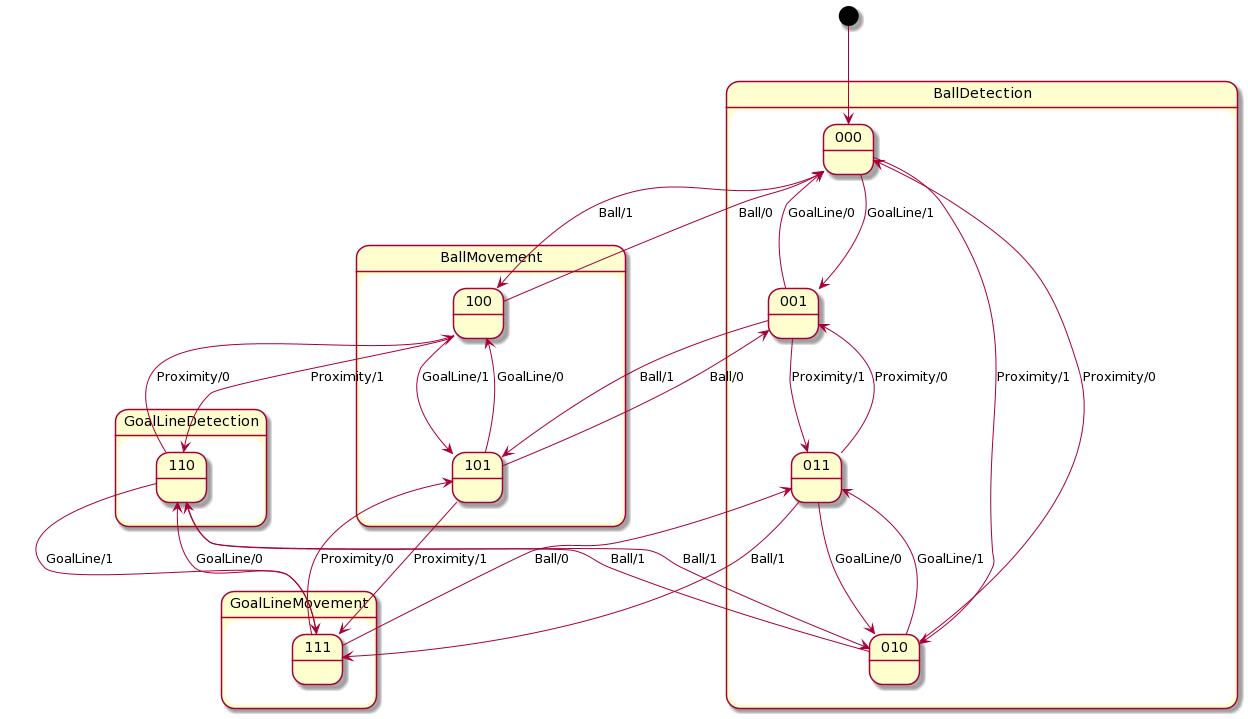 BallDetection
000
Ball/1
Ball/0
GoalLine/0
GoalLine/1
BallMovement
100
001
Proximity/0
Proximity/1
GoalLine/1
GoalLine/0
Ball/1
Ball/0
Proximity/1
Proximity/0
Proximity/1
Proximity/0
GoalLineDetection
110
101
011
GoalLine/1
GoalLine/0
Proximity/0
Proximity/1
Ball/0
Ball/1
Ball/1
Ball/1
GoalLine/0
GoalLine/1
GoalLineMovement
111
010